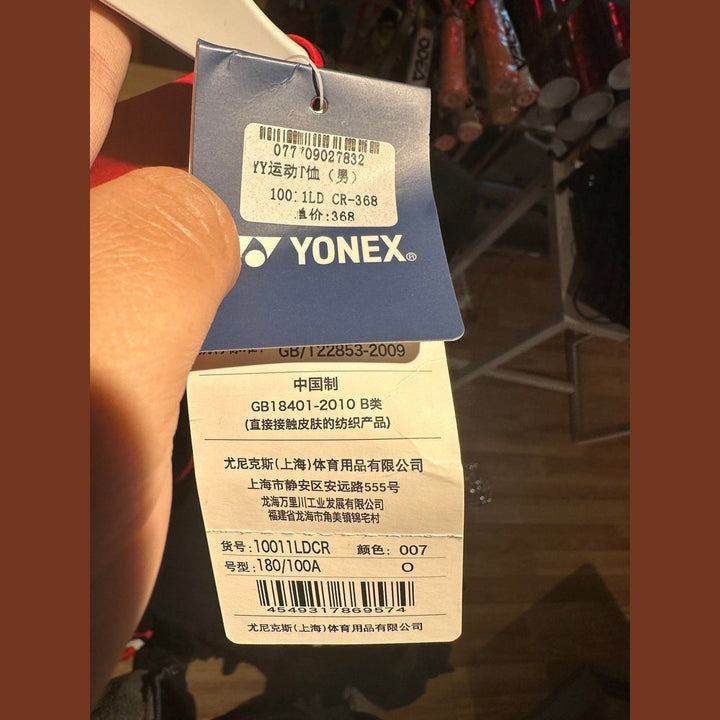 YY运动T恤（男）
CR-368
单价:368
YONEX®
GB/T22853-2009
中国制
GB18401-2010 B类
(直接接触皮肤的纺织产品)
尤尼克斯(上海)体育用品有限公司
上海市静安区安远路555号
龙海万里川工业发展有限公司
福建省龙海市角美镇锦宅村
货号:10011LDCR 颜色: 007
号型:180/100A O
4549317869574
尤尼克斯(上海)体育用品有限公司